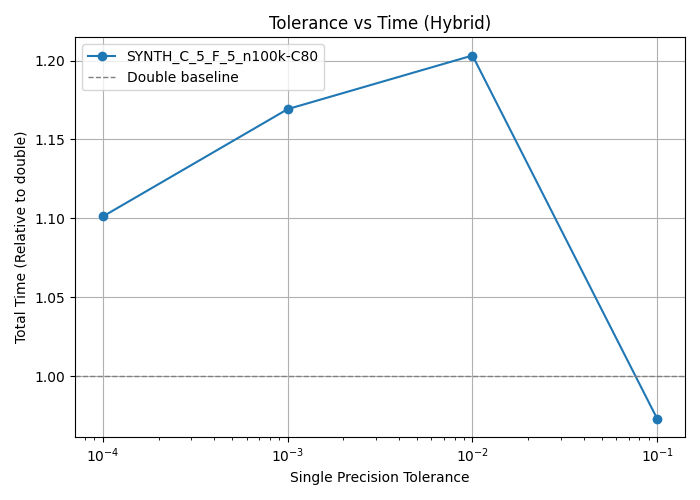 Tolerance vs Time (Hybrid)
SYNTH_C_5_F_5_n100k-C80
Double baseline
Total Time (Relative to double)
1.20
1.15
1.10
1.05
1.00
10⁻⁴
10⁻³
10⁻²
10⁻¹
Single Precision Tolerance